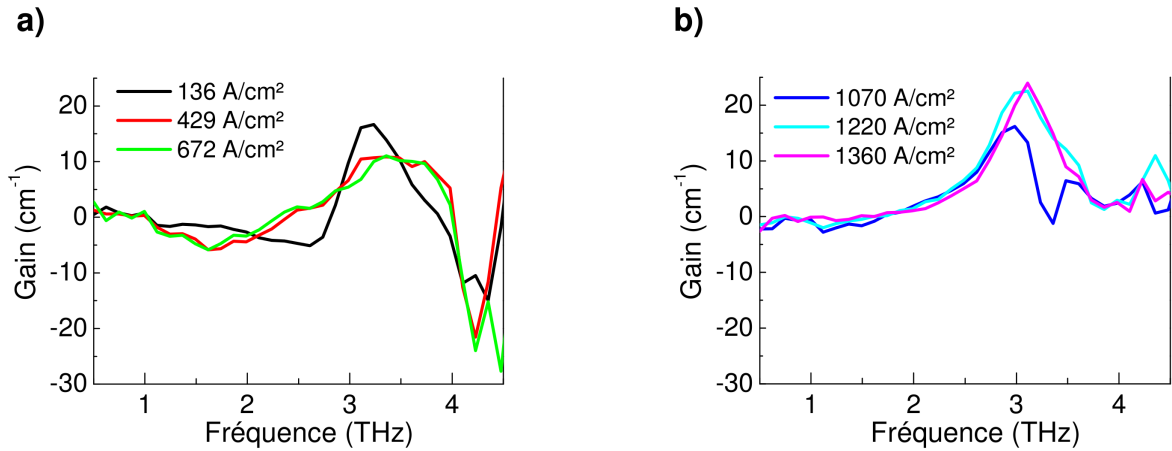 a)
136 A/cm²
429 A/cm²
672 A/cm²
20
10
0
-10
-20
-30
Gain (cm⁻¹)
1
2
3
4
Fréquence (THz)
b)
1070 A/cm²
1220 A/cm²
1360 A/cm²
20
10
0
-10
-20
-30
Gain (cm⁻¹)
1
2
3
4
Fréquence (THz)